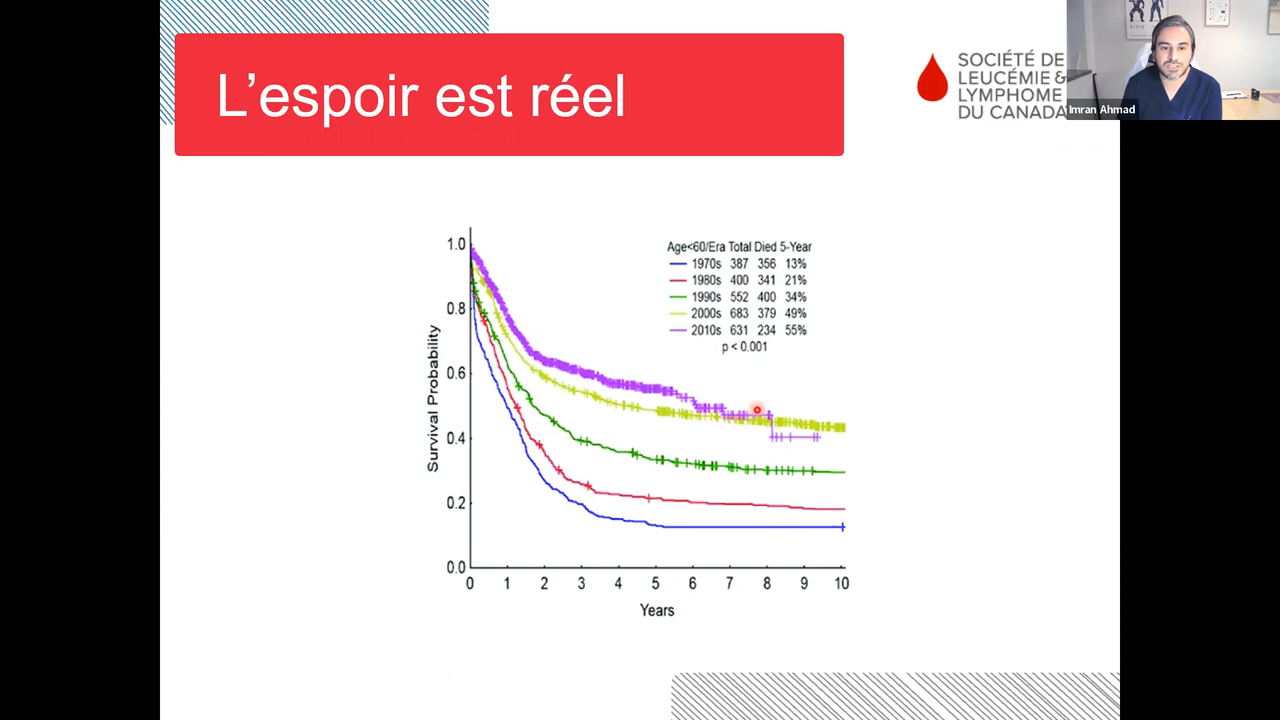 L'espoir est réel
SOCIÉTÉ DE
LEUCÉMIE &
LYMPHOME
DU CANADA
Imran Ahmad
Age<60/Era Total Died 5-Year
1970s 387 356 13%
1980s 400 341 21%
1990s 552 400 34%
2000s 683 379 49%
2010s 631 234 55%
p < 0.001
Survival Probability
1.0
0.8
0.6
0.4
0.2
0.0
0 1 2 3 4 5 6 7 8 9 10
Years